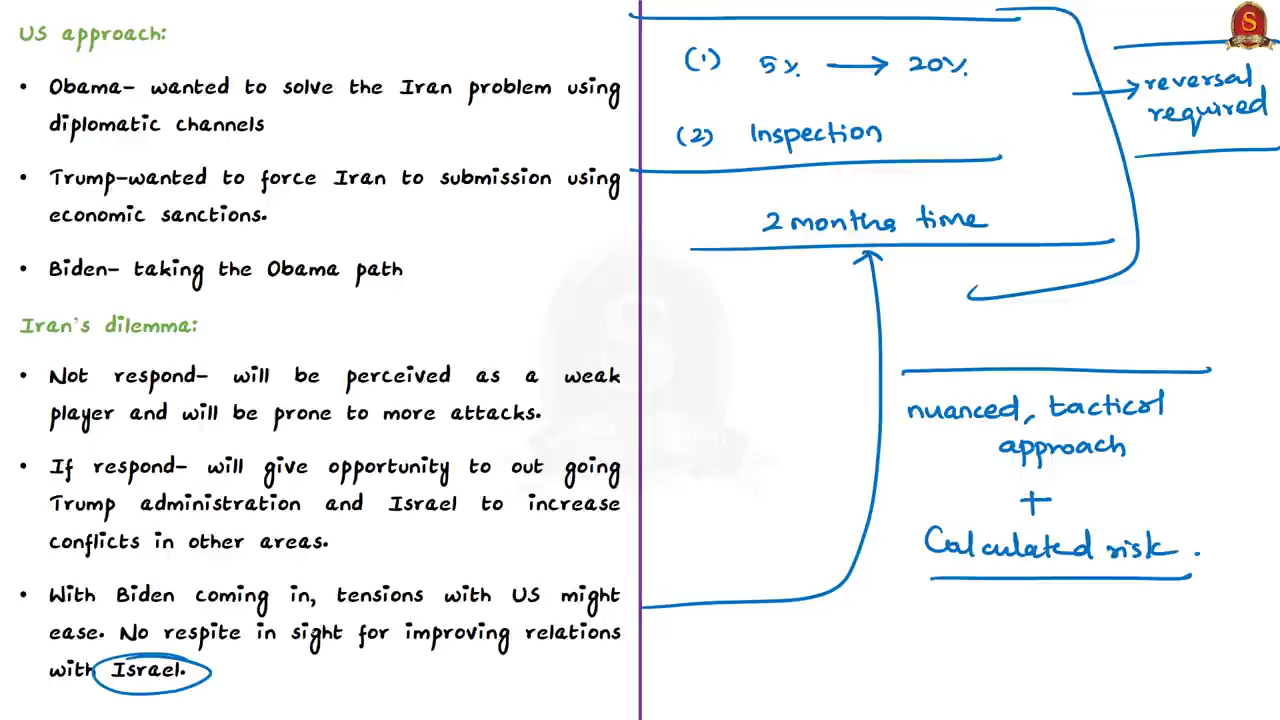 US approach:
• Obama- wanted to solve the Iran problem using
diplomatic channels
• Trump-wanted to force Iran to submission using
economic sanctions.
• Biden- taking the Obama path
Iran's dilemma:
• Not respond- will be perceived as a weak
player and will be prone to more attacks.
• If respond- will give opportunity to out going
Trump administration and Israel to increase
conflicts in other areas.
• With Biden coming in, tensions with US might
ease. No respite in sight for improving relations
with Israel.
(1) 5% → 20%
(2) Inspection
2 months time
→ reversal
required
nuanced, tactical
approach
+
Calculated risk.
S